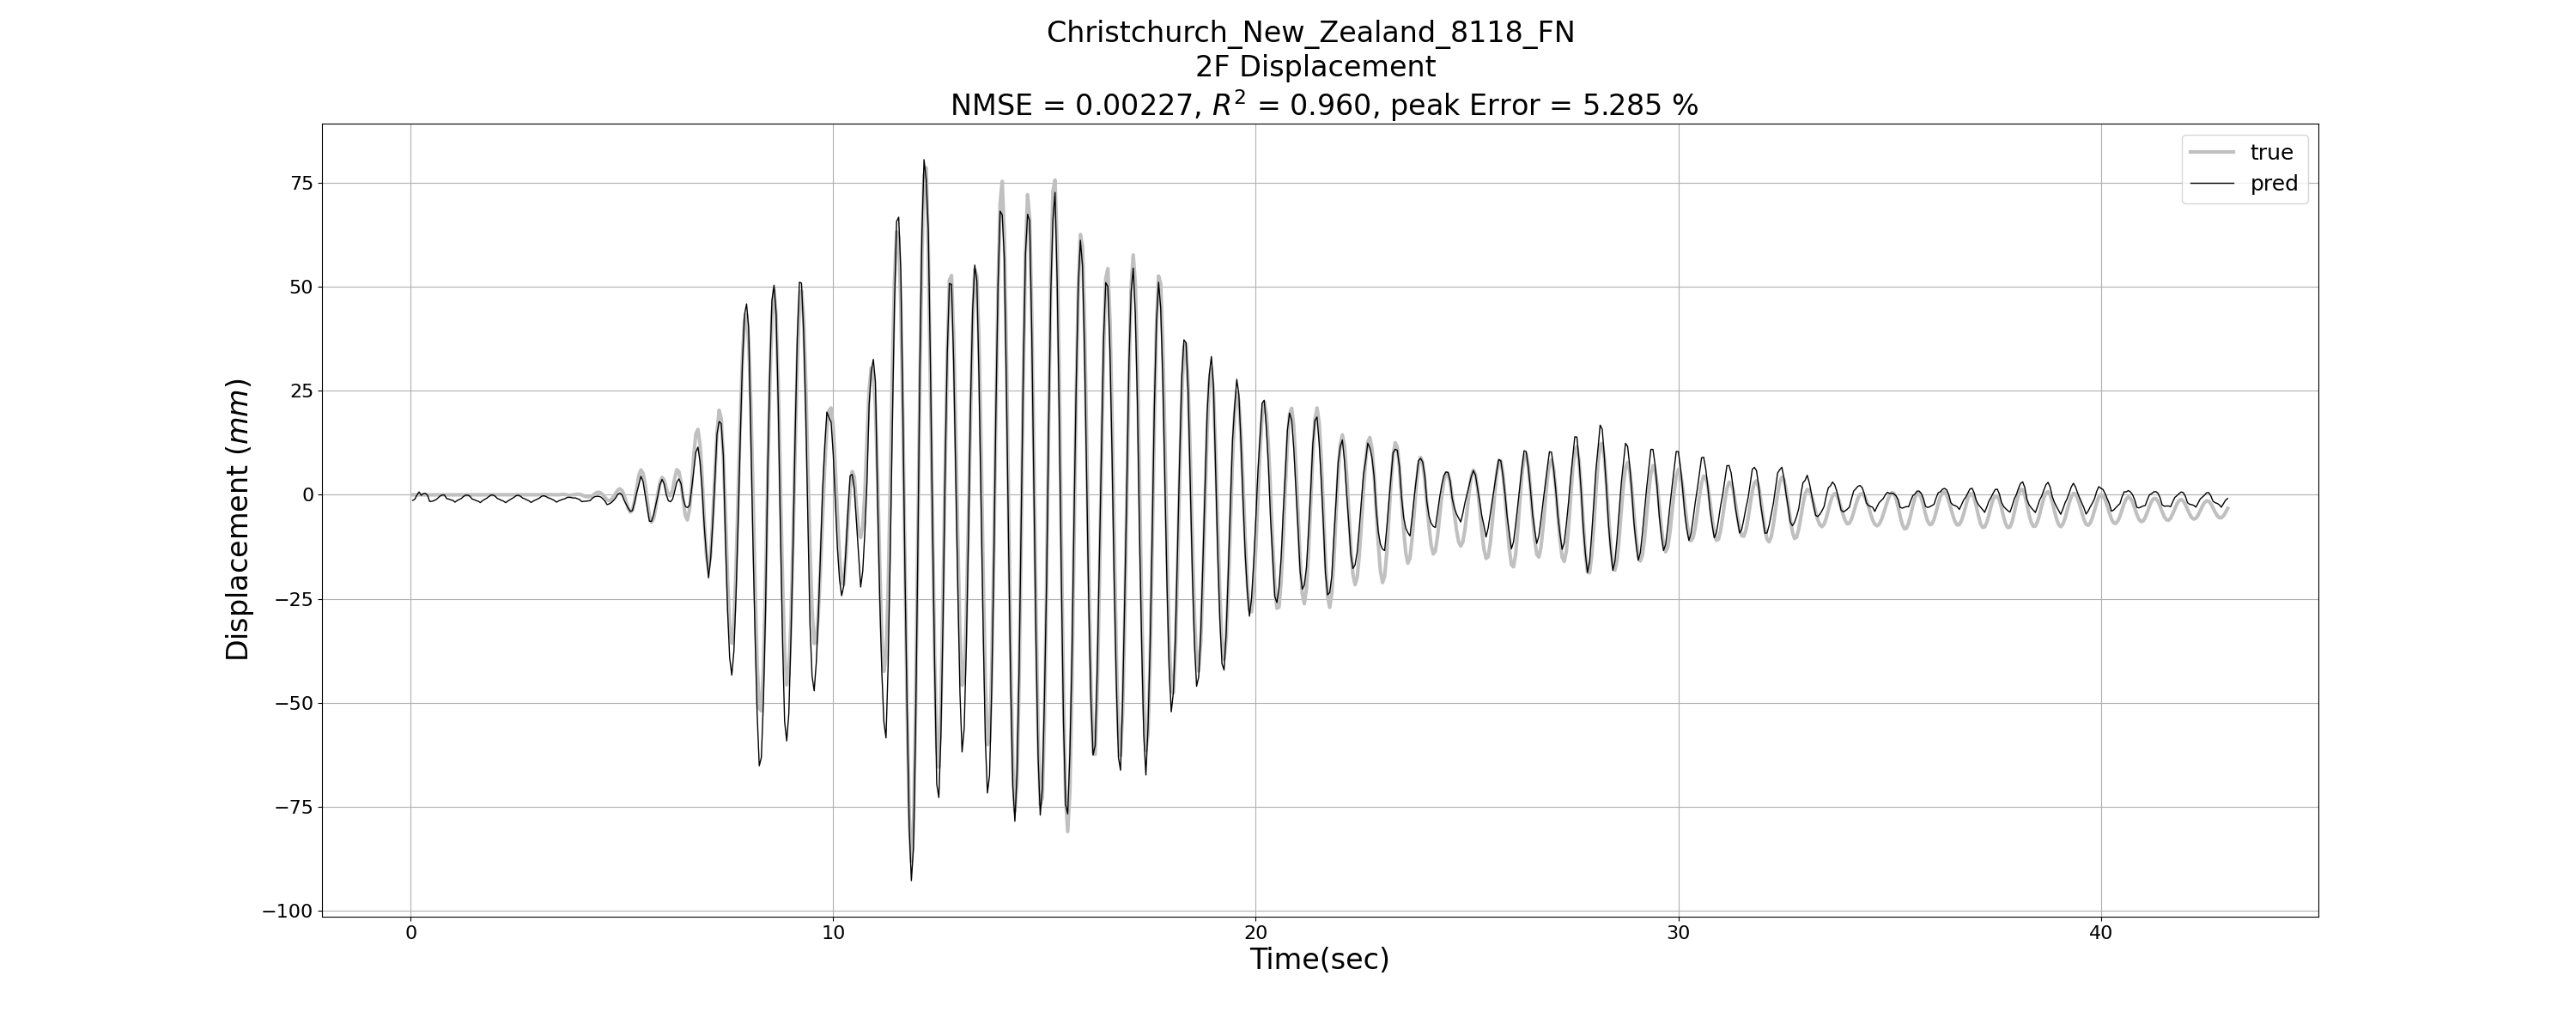 Christchurch_New_Zealand_8118_FN
2F Displacement
NMSE = 0.00227, R² = 0.960, peak Error = 5.285 %
true
pred
Displacement (mm)
75
50
25
0
−25
−50
−75
−100
0 10 20 30 40
Time(sec)